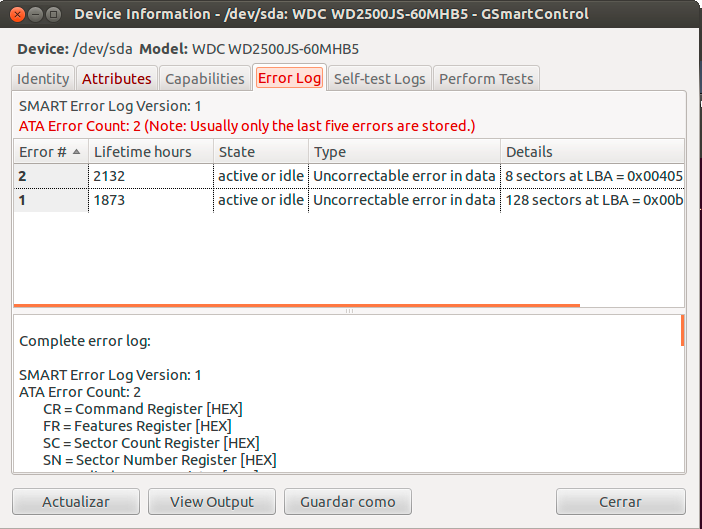 Device Information - /dev/sda: WDC WD2500JS-60MHB5 - GSmartControl
Device: /dev/sda Model: WDC WD2500JS-60MHB5
Identity Attributes Capabilities Error Log Self-test Logs Perform Tests
SMART Error Log Version: 1
ATA Error Count: 2 (Note: Usually only the last five errors are stored.)
Error # Lifetime hours State Type Details
2 2132 active or idle Uncorrectable error in data 8 sectors at LBA = 0x00405
1 1873 active or idle Uncorrectable error in data 128 sectors at LBA = 0x00b
Complete error log:
SMART Error Log Version: 1
ATA Error Count: 2
CR = Command Register [HEX]
FR = Features Register [HEX]
SC = Sector Count Register [HEX]
SN = Sector Number Register [HEX]
Actualizar View Output Guardar como Cerrar